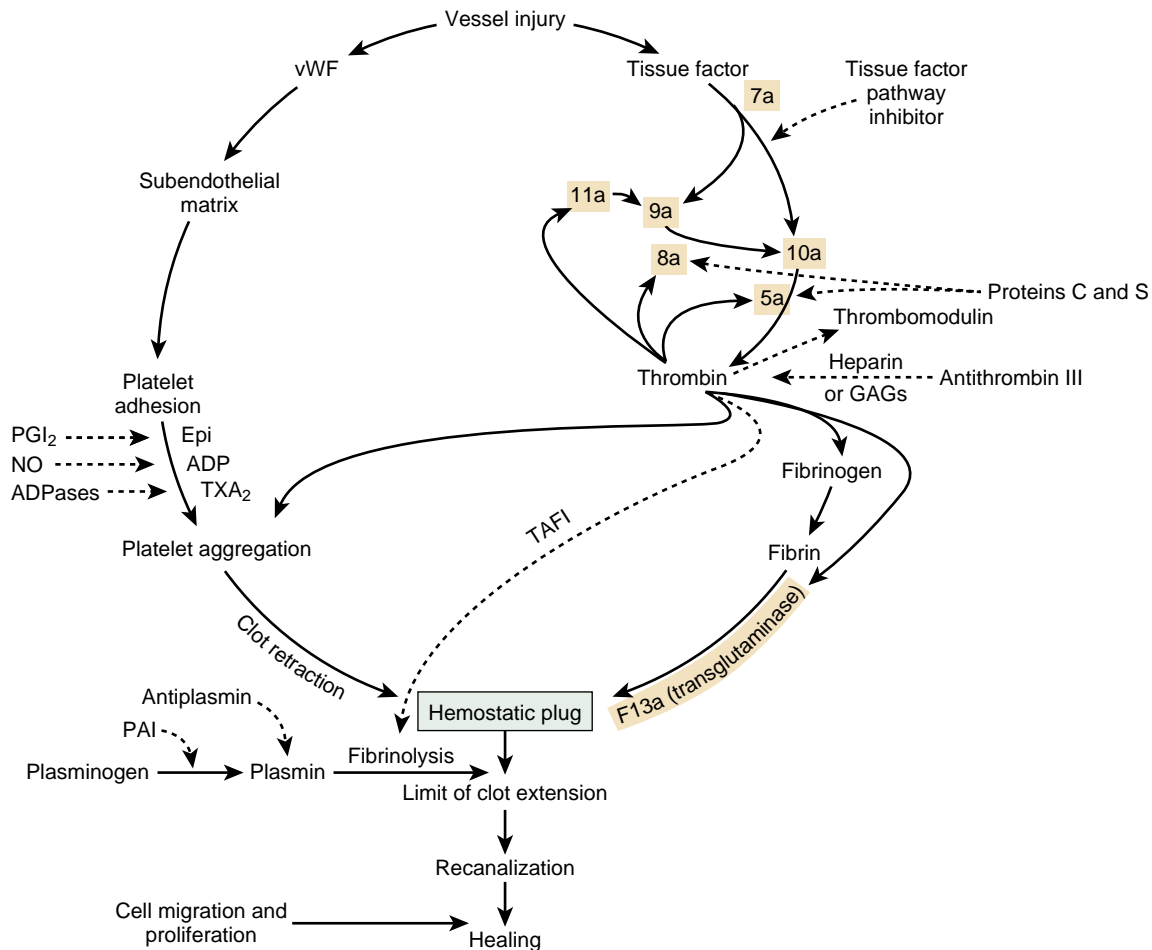 Vessel injury
vWF
Tissue factor
Tissue factor
pathway
inhibitor
7a
Subendothelial
matrix
11a
9a
10a
8a
5a
Proteins C and S
Thrombomodulin
Thrombin
Heparin
or GAGs
Antithrombin III
Platelet
adhesion
PGI₂
Epi
NO
ADP
ADPases
TXA₂
Fibrinogen
TAFI
Platelet aggregation
Fibrin
Clot retraction
F13a (transglutaminase)
Hemostatic plug
Antiplasmin
PAI
Fibrinolysis
Plasminogen
Plasmin
Limit of clot extension
Recanalization
Cell migration and
proliferation
Healing